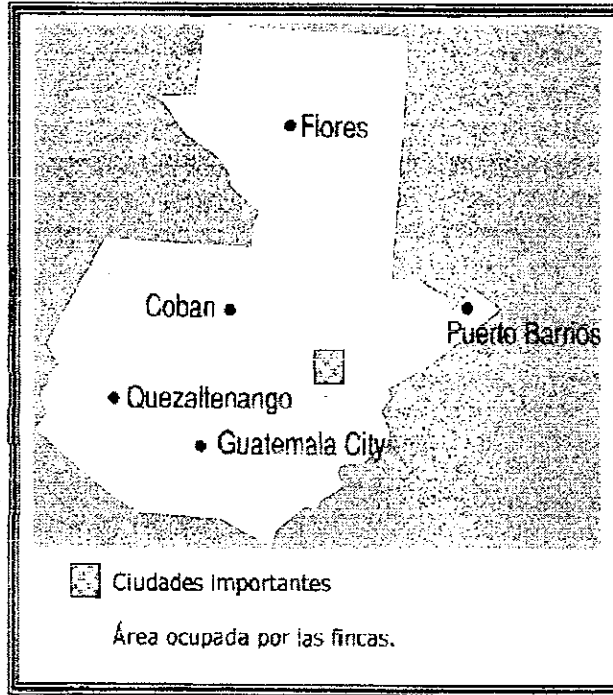 Flores
Coban
Puerto Barrios
Quezaltenango
Guatemala City
Ciudades Importantes
Área ocupada por las fincas.